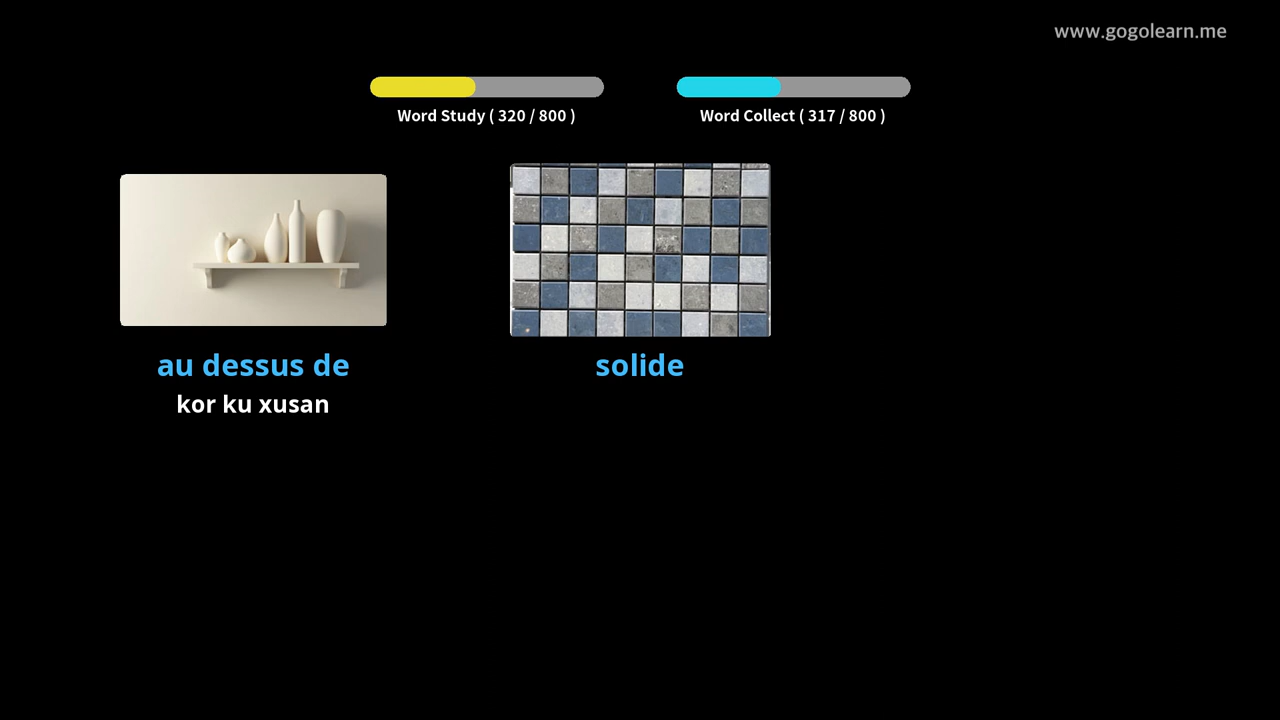 www.gogolearn.me
Word Study ( 320 / 800 )
Word Collect ( 317 / 800 )
au dessus de
kor ku xusan
solide